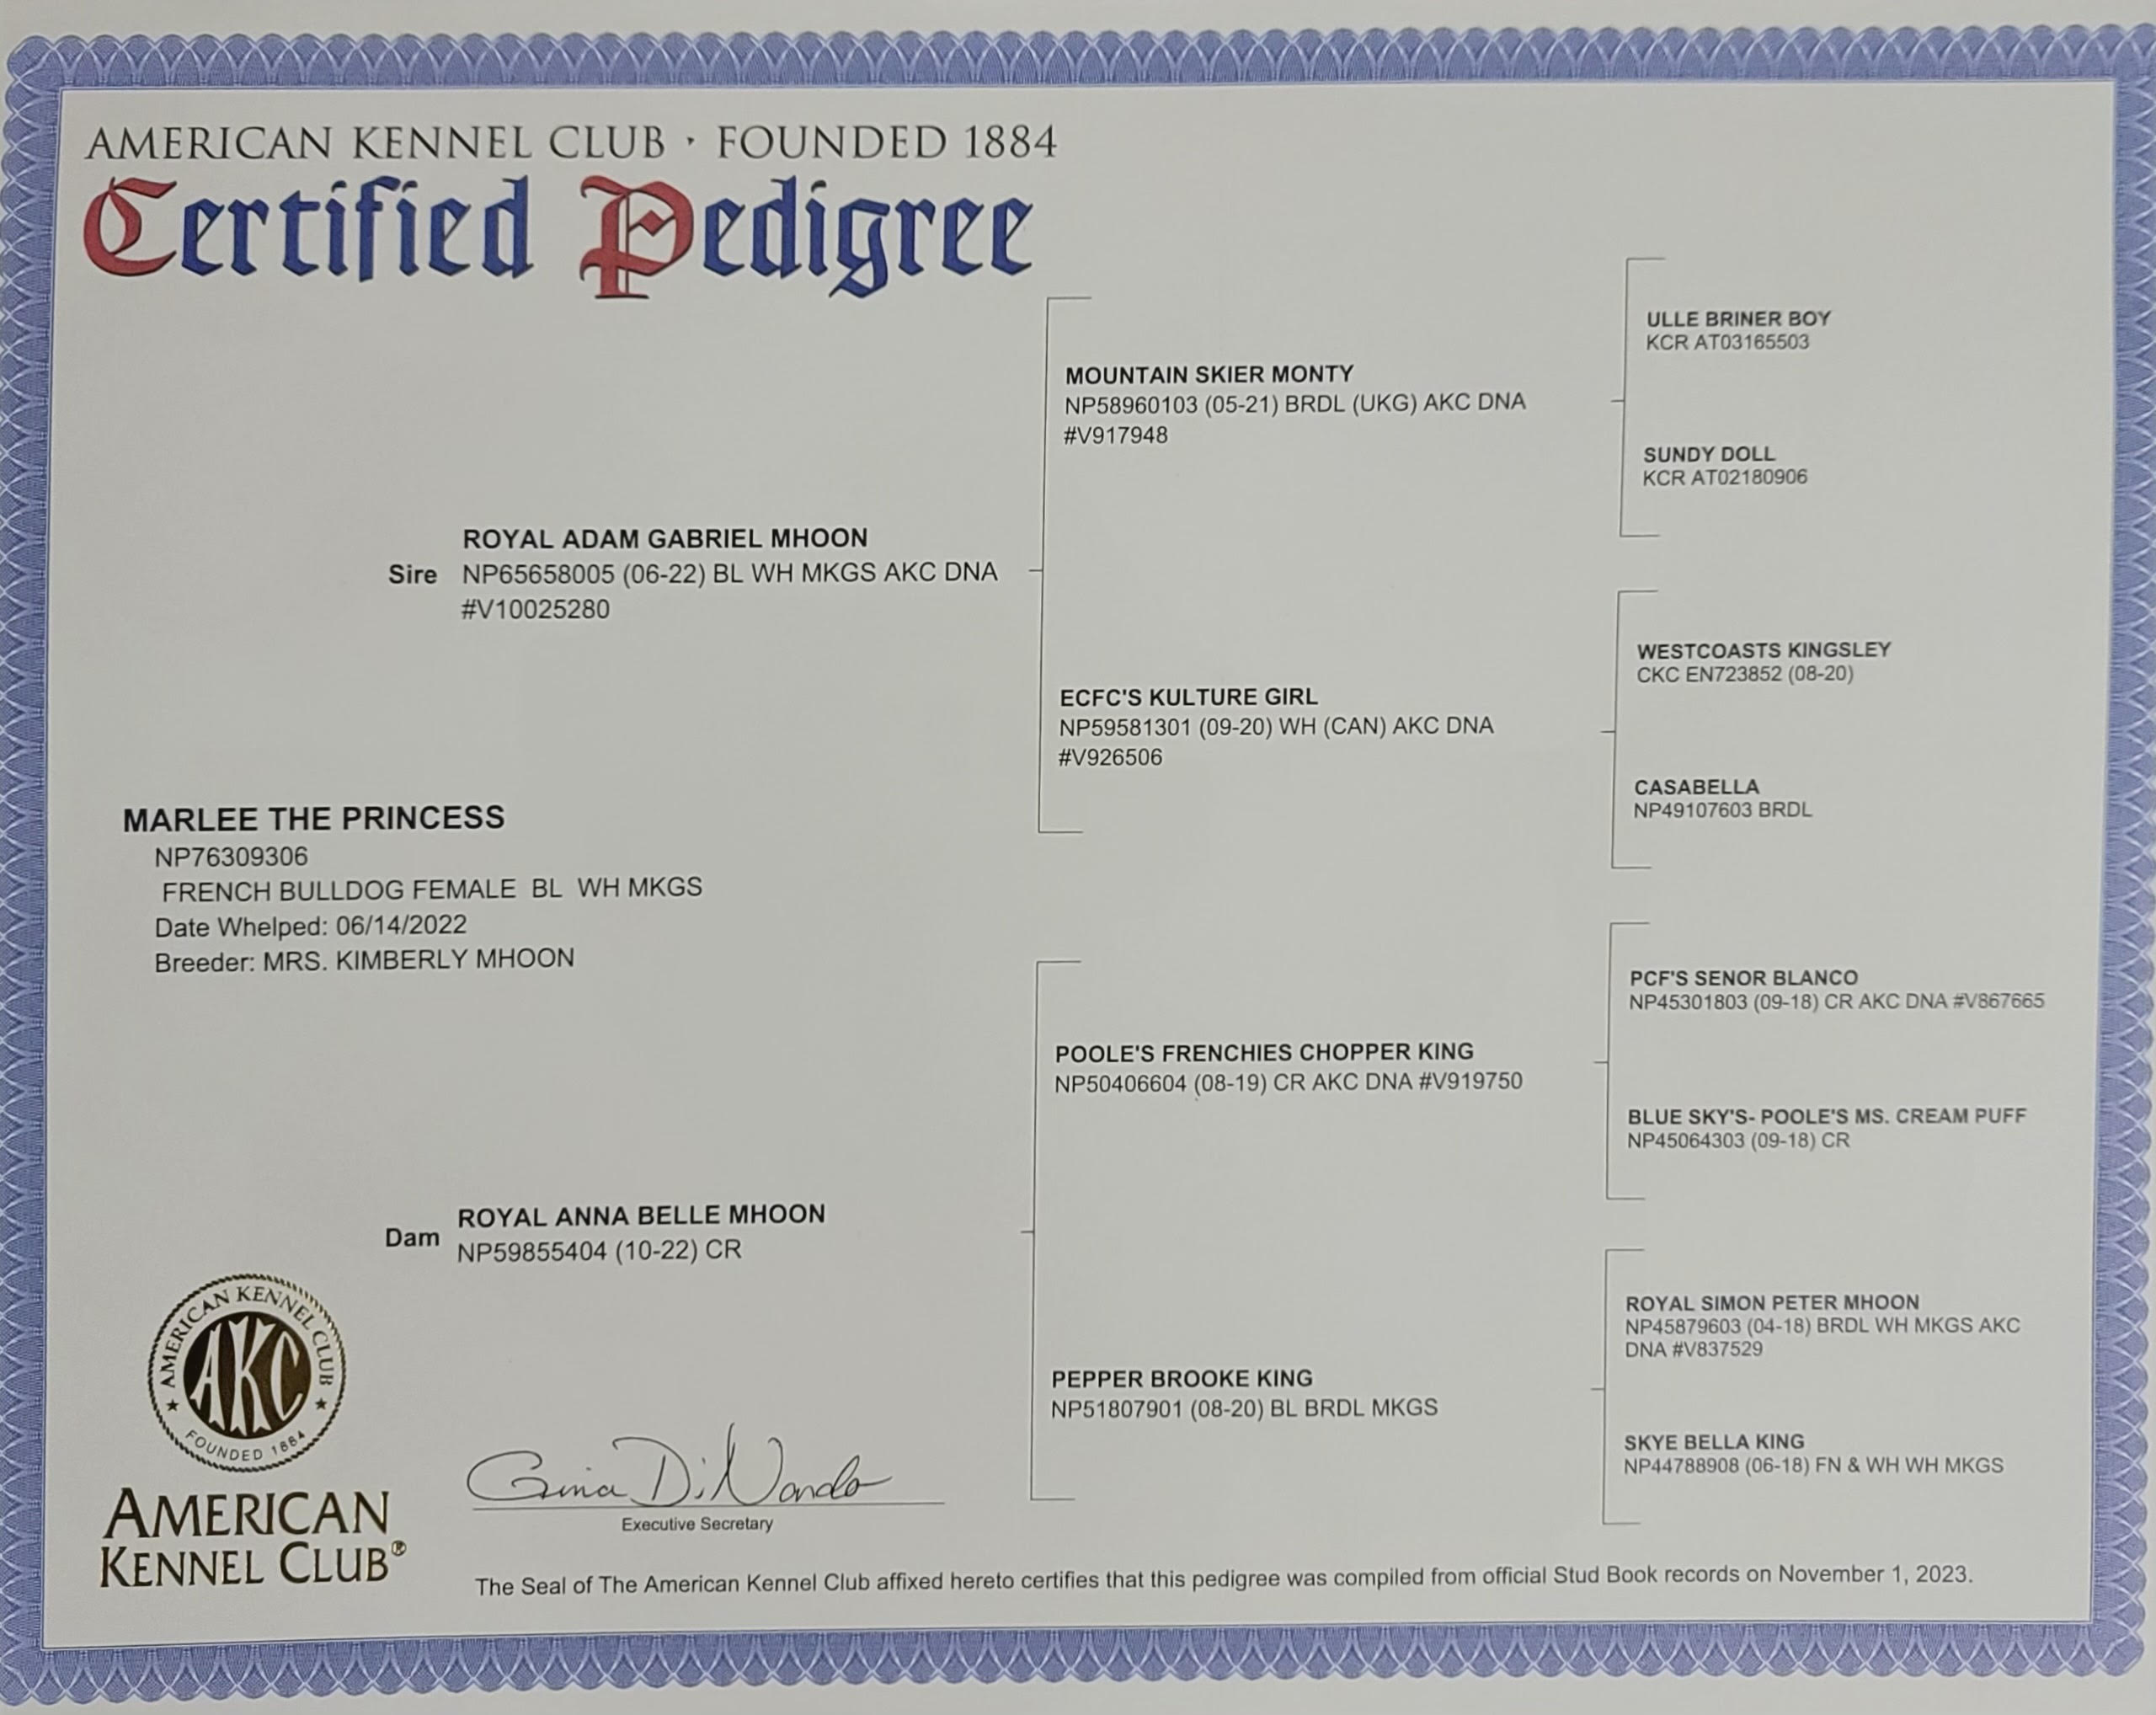 AMERICAN KENNEL CLUB · FOUNDED 1884
Certified Pedigree
ULLE BRINER BOY
KCR AT03165503
MOUNTAIN SKIER MONTY
NP58960103 (05-21) BRDL (UKG) AKC DNA
#V917948
SUNDY DOLL
KCR AT02180906
ROYAL ADAM GABRIEL MHOON
Sire NP65658005 (06-22) BL WH MKGS AKC DNA
#V10025280
WESTCOASTS KINGSLEY
CKC EN723852 (08-20)
ECFC'S KULTURE GIRL
NP59581301 (09-20) WH (CAN) AKC DNA
#V926506
CASABELLA
NP49107603 BRDL
MARLEE THE PRINCESS
NP76309306
FRENCH BULLDOG FEMALE BL WH MKGS
Date Whelped: 06/14/2022
Breeder: MRS. KIMBERLY MHOON
PCF'S SENOR BLANCO
NP45301803 (09-18) CR AKC DNA #V867665
POOLE'S FRENCHIES CHOPPER KING
NP50406604 (08-19) CR AKC DNA #V919750
BLUE SKY'S- POOLE'S MS. CREAM PUFF
NP45064303 (09-18) CR
ROYAL ANNA BELLE MHOON
Dam NP59855404 (10-22) CR
ROYAL SIMON PETER MHOON
NP45879603 (04-18) BRDL WH MKGS AKC
DNA #V837529
PEPPER BROOKE KING
NP51807901 (08-20) BL BRDL MKGS
SKYE BELLA KING
NP44788908 (06-18) FN & WH WH MKGS
AMERICAN KENNEL CLUB
AKC
FOUNDED 1884
AMERICAN
KENNEL CLUB®
Gina DiNardo
Executive Secretary
The Seal of The American Kennel Club affixed hereto certifies that this pedigree was compiled from official Stud Book records on November 1, 2023.